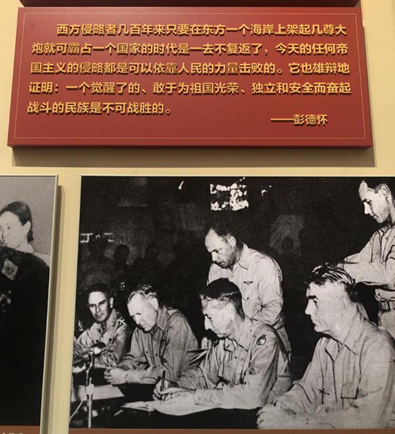 西方侵略者几百年来只要在东方一个海岸上架起几尊大
炮就可霸占一个国家的时代是一去不复返了，今天的任何帝
国主义的侵略都是可以依靠人民的力量击败的。它也雄辩地
证明：一个觉醒了的、敢于为祖国光荣、独立和安全而奋起
战斗的民族是不可战胜的。
——彭德怀